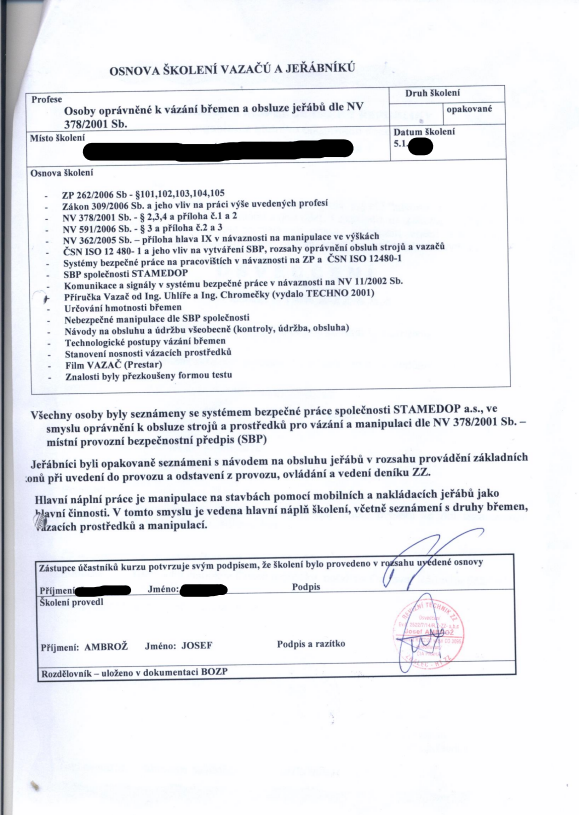 OSNOVA ŠKOLENÍ VAZAČŮ A JEŘÁBNÍKŮ
Profese
Osoby oprávněné k vázání břemen a obsluze jeřábů dle NV
378/2001 Sb.
Druh školení
opakované
Místo školení
Datum školení
5.1.
Osnova školení
- ZP 262/2006 Sb - §101,102,103,104,105
- Zákon 309/2006 Sb. a jeho vliv na práci výše uvedených profesí
- NV 378/2001 Sb. - § 2,3,4 a příloha č.1 a 2
- NV 591/2006 Sb. - § 3 a příloha č.2 a 3
- NV 362/2005 Sb. – příloha hlava IX v návaznosti na manipulace ve výškách
- ČSN ISO 12 480- 1 a jeho vliv na vytváření SBP, rozsahy oprávnění obsluh strojů a vazačů
- Systémy bezpečné práce na pracovištích v návaznosti na ZP a ČSN ISO 12480-1
- SBP společnosti STAMEDOP
- Komunikace a signály v systému bezpečné práce v návaznosti na NV 11/2002 Sb.
- Příručka Vazač od Ing. Uhlíře a Ing. Chromečky (vydalo TECHNO 2001)
- Určování hmotnosti břemen
- Nebezpečné manipulace dle SBP společnosti
- Návody na obsluhu a údržbu všeobecně (kontroly, údržba, obsluha)
- Technologické postupy vázání břemen
- Stanovení nosnosti vázacích prostředků
- Film VAZAČ (Prestar)
- Znalosti byly přezkoušeny formou testu
Všechny osoby byly seznámeny se systémem bezpečné práce společnosti STAMEDOP a.s., ve
smyslu oprávnění k obsluze strojů a prostředků pro vázání a manipulaci dle NV 378/2001 Sb. –
místní provozní bezpečnostní předpis (SBP)
Jeřábníci byli opakovaně seznámeni s návodem na obsluhu jeřábů v rozsahu provádění základních
onů při uvedení do provozu a odstavení z provozu, ovládání a vedení deníku ZZ.
Hlavní náplní práce je manipulace na stavbách pomocí mobilních a nakládacích jeřábů jako
hlavní činnosti. V tomto smyslu je vedena hlavní náplň školení, včetně seznámení s druhy břemen,
vázacích prostředků a manipulací.
Zástupce účastníků kurzu potvrzuje svým podpisem, že školení bylo provedeno v rozsahu uvedené osnovy
Příjmení Jméno: Podpis
Školení provedl
Příjmení: AMBROŽ Jméno: JOSEF Podpis a razítko
Rozdělovník – uloženo v dokumentaci BOZP